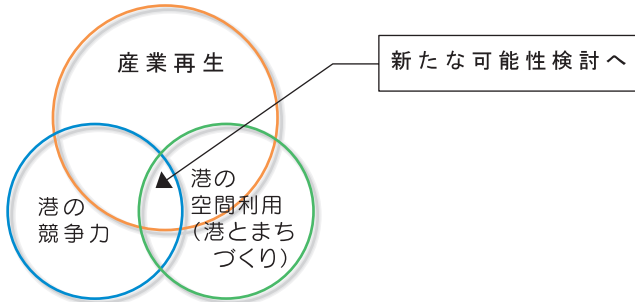 産業再生
新たな可能性検討へ
港の
競争力
港の
空間利用
(港とまち
づくり)